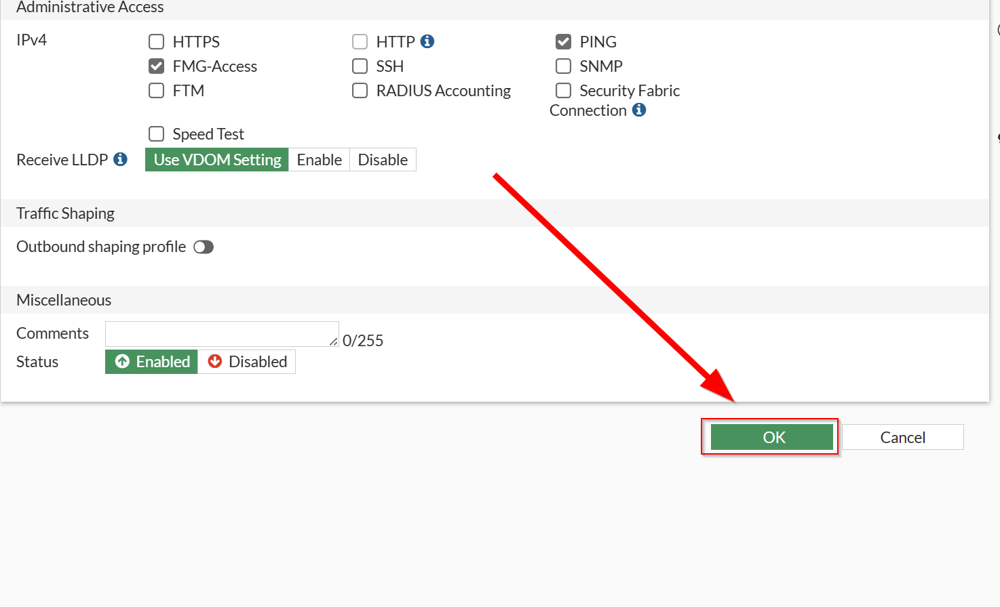 Administrative Access
IPv4
HTTPS
HTTP
PING
FMG-Access
SSH
SNMP
FTM
RADIUS Accounting
Security Fabric
Connection
Speed Test
Receive LLDP
Use VDOM Setting
Enable
Disable
Traffic Shaping
Outbound shaping profile
Miscellaneous
Comments
0/255
Status
Enabled
Disabled
OK
Cancel